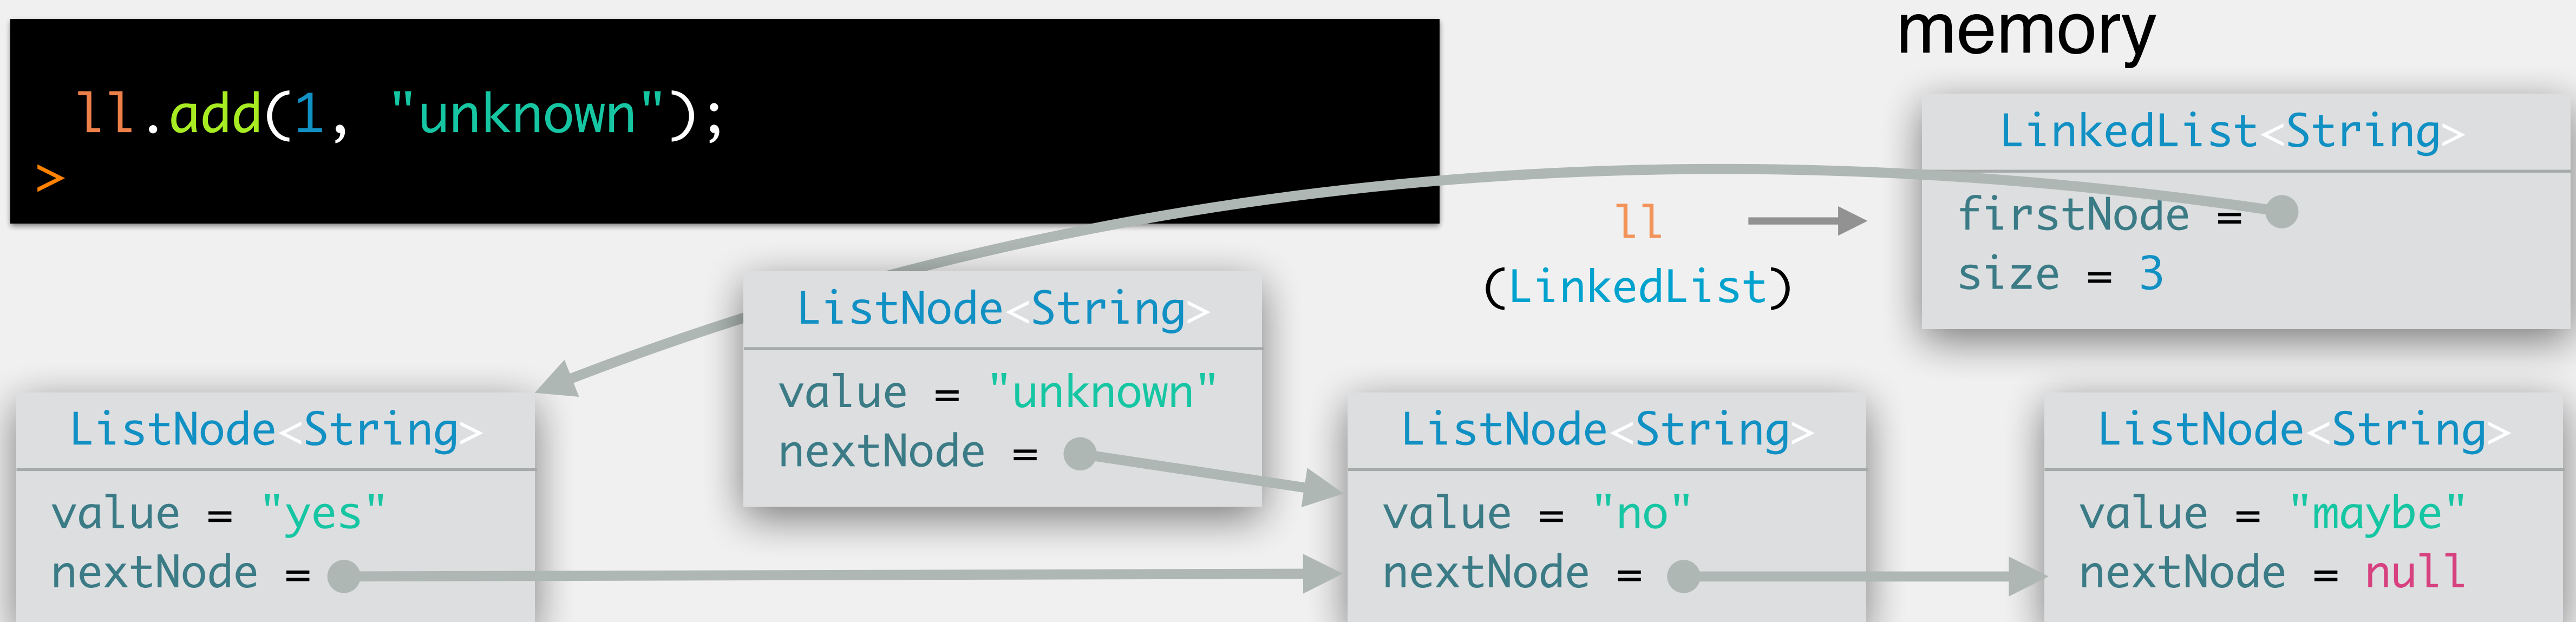 memory
ll.add(1, "unknown");
>
LinkedList<String>
firstNode =
size = 3
ll
(LinkedList)
ListNode<String>
value = "unknown"
nextNode =
ListNode<String>
value = "yes"
nextNode =
ListNode<String>
value = "no"
nextNode =
ListNode<String>
value = "maybe"
nextNode = null